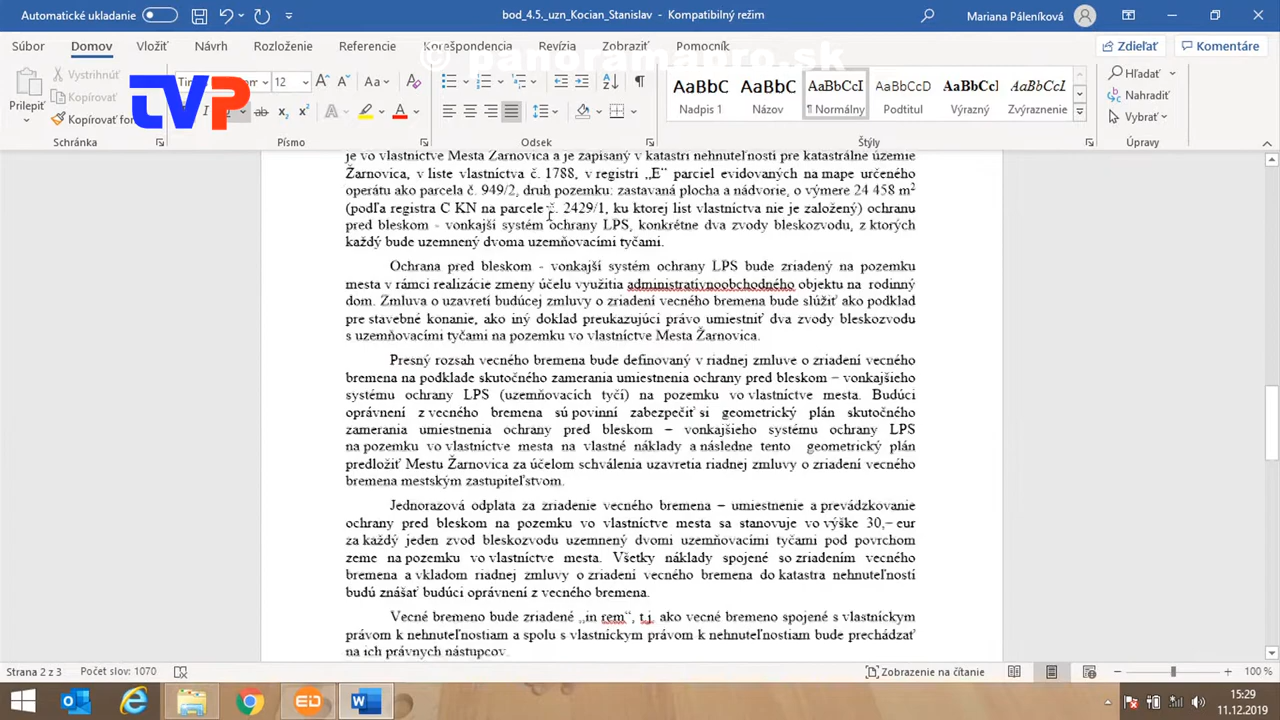 Automatické ukladanie
bod_4.5._uzn_Kocian_Stanislav - Kompatibilný režim
Mariana Páleníková
Súbor Domov Vložiť Návrh Rozloženie Referencie Korešpondencia Revízia Zobraziť Pomocník Zdieľať Komentáre
© panoramapro.sk
TVP
Prilepiť
Vystrihnúť
Kopírovať
Kopírovať for
Schránka
12
Písmo
Odsek
AaBbC AaBbC AaBbCcI AaBbCcD AaBbCcI AaBbCcL
Nadpis 1 Názov ¶ Normálny Podtitul Výrazný Zvýraznenie
Štýly
Hľadať
Nahradiť
Vybrať
Úpravy
je vo vlastníctve Mesta Žarnovica a je zapísaný v katastri nehnuteľností pre katastrálne územie
Žarnovica, v liste vlastníctva č. 1788, v registri „E“ parciel evidovaných na mape určeného
operátu ako parcela č. 949/2, druh pozemku: zastavaná plocha a nádvorie, o výmere 24 458 m²
(podľa registra C KN na parcele č. 2429/1, ku ktorej list vlastníctva nie je založený) ochranu
pred bleskom - vonkajší systém ochrany LPS, konkrétne dva zvody bleskozvodu, z ktorých
každý bude uzemnený dvoma uzemňovacími tyčami.
Ochrana pred bleskom - vonkajší systém ochrany LPS bude zriadený na pozemku
mesta v rámci realizácie zmeny účelu využitia administratívnoobchodného objektu na rodinný
dom. Zmluva o uzavretí budúcej zmluvy o zriadení vecného bremena bude slúžiť ako podklad
pre stavebné konanie, ako iný doklad preukazujúci právo umiestniť dva zvody bleskozvodu
s uzemňovacími tyčami na pozemku vo vlastníctve Mesta Žarnovica.
Presný rozsah vecného bremena bude definovaný v riadnej zmluve o zriadení vecného
bremena na podklade skutočného zamerania umiestnenia ochrany pred bleskom – vonkajšieho
systému ochrany LPS (uzemňovacích tyčí) na pozemku vo vlastníctve mesta. Budúci
oprávnení z vecného bremena sú povinní zabezpečiť si geometrický plán skutočného
zamerania umiestnenia ochrany pred bleskom – vonkajšieho systému ochrany LPS
na pozemku vo vlastníctve mesta na vlastné náklady a následne tento geometrický plán
predložiť Mestu Žarnovica za účelom schválenia uzavretia riadnej zmluvy o zriadení vecného
bremena mestským zastupiteľstvom.
Jednorazová odplata za zriadenie vecného bremena – umiestnenie a prevádzkovanie
ochrany pred bleskom na pozemku vo vlastníctve mesta sa stanovuje vo výške 30,– eur
za každý jeden zvod bleskozvodu uzemnený dvomi uzemňovacími tyčami pod povrchom
zeme na pozemku vo vlastníctve mesta. Všetky náklady spojené so zriadením vecného
bremena a vkladom riadnej zmluvy o zriadení vecného bremena do katastra nehnuteľností
budú znášať budúci oprávnení z vecného bremena.
Vecné bremeno bude zriadené „in rem“, t.j. ako vecné bremeno spojené s vlastníckym
právom k nehnuteľnostiam a spolu s vlastníckym právom k nehnuteľnostiam bude prechádzať
na ich právnych nástupcov.
Strana 2 z 3 Počet slov: 1070 Zobrazenie na čítanie 100 %
15:29
11.12.2019